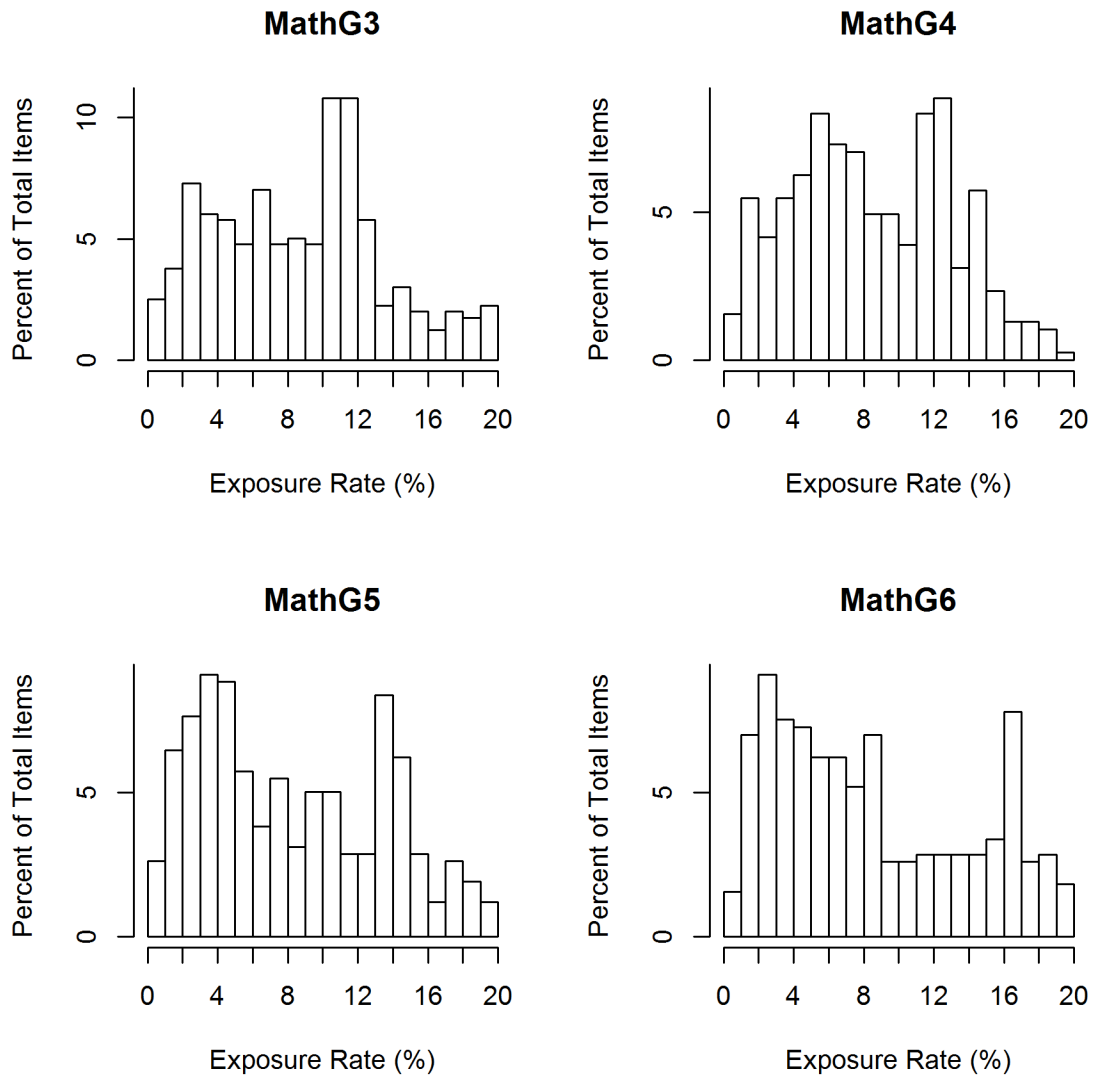 MathG3
Percent of Total Items
10
5
0
0 4 8 12 16 20
Exposure Rate (%)
MathG4
Percent of Total Items
5
0
0 4 8 12 16 20
Exposure Rate (%)
MathG5
Percent of Total Items
5
0
0 4 8 12 16 20
Exposure Rate (%)
MathG6
Percent of Total Items
5
0
0 4 8 12 16 20
Exposure Rate (%)